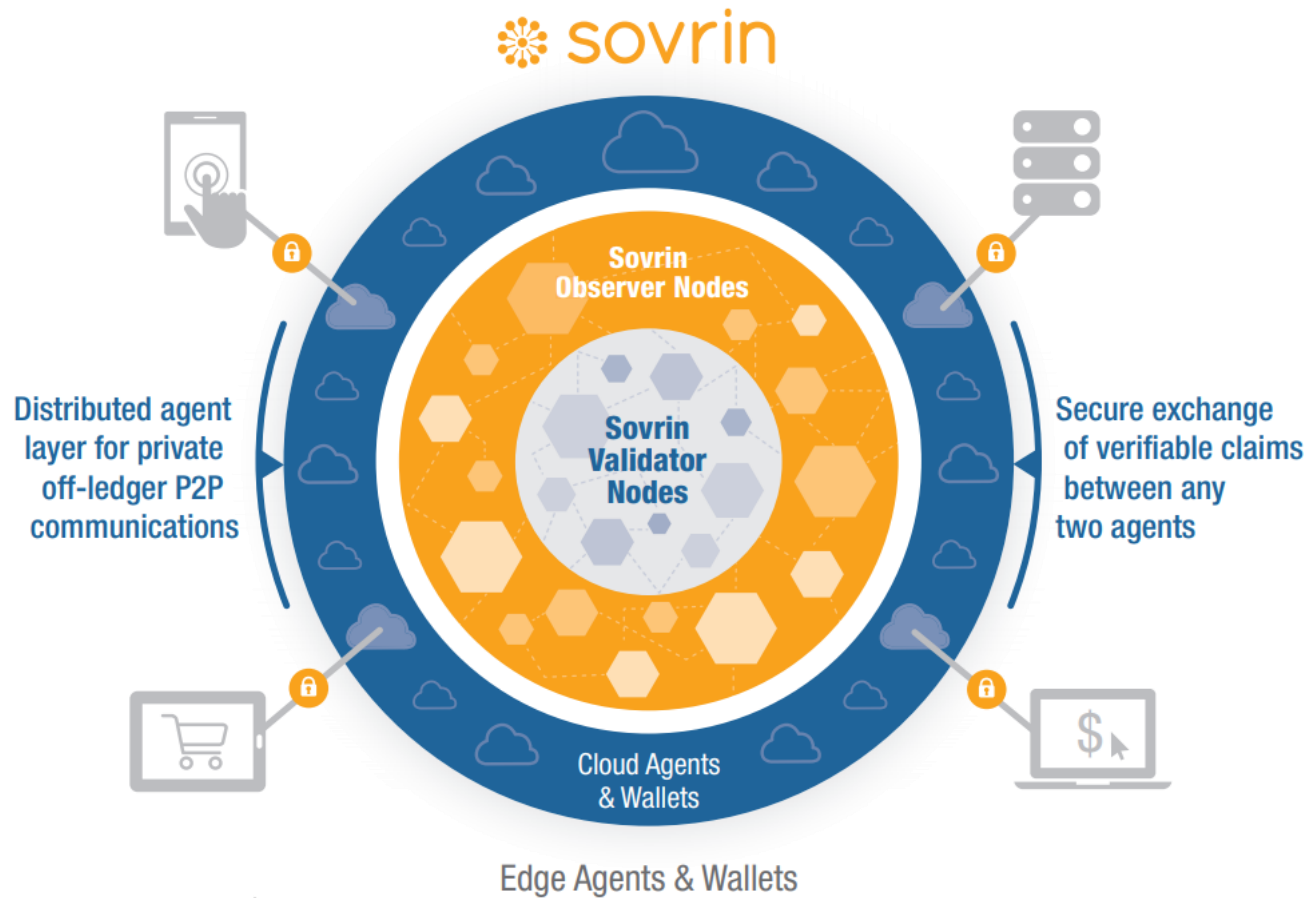 sovrin
Sovrin
Observer Nodes
Sovrin
Validator
Nodes
Distributed agent
layer for private
off-ledger P2P
communications
Secure exchange
of verifiable claims
between any
two agents
$
Cloud Agents
& Wallets
Edge Agents & Wallets